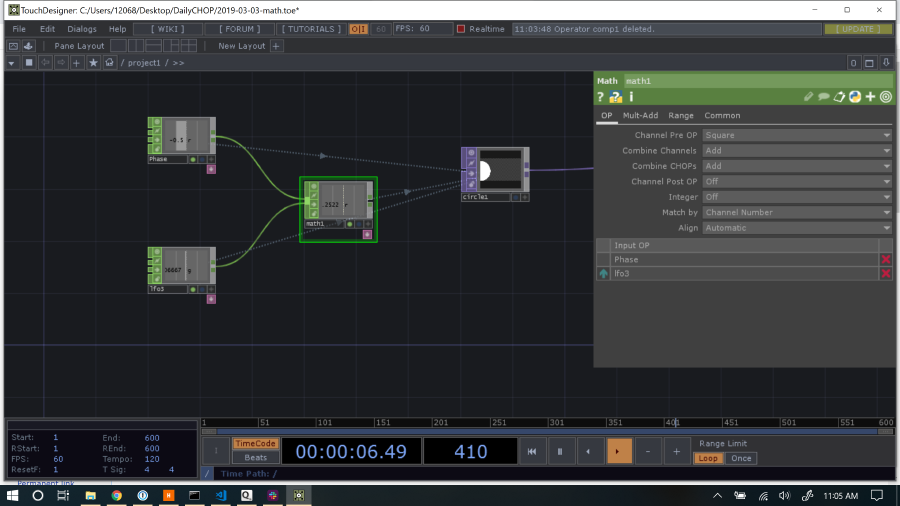 TouchDesigner: C:/Users/12068/Desktop/DailyCHOP/2019-03-03-math.toe*
File Edit Dialogs Help [ WIKI ] [ FORUM ] [ TUTORIALS ] O|I 60 FPS: 60 Realtime 11:03:48 Operator comp1 deleted. [ UPDATE ]
Pane Layout New Layout +
/ project1 / >> 0
Math math1
? ? i
OP Mult-Add Range Common
Channel Pre OP Square
Combine Channels Add
Combine CHOPs Add
Channel Post OP Off
Integer Off
Match by Channel Number
Align Automatic
Input OP
Phase
lfo3
-0.5 r
Phase
.2522 r
math1
circle1
06667 g
lfo3
1 51 101 151 201 251 301 351 401 451 501 551 600
Start: 1 End: 600
RStart: 1 REnd: 600
FPS: 60 Tempo: 120
ResetF: 1 T Sig: 4 4
TimeCode
Beats
00:00:06.49
410
Range Limit
Loop Once
/ Time Path: /
Permanent link
11:05 AM